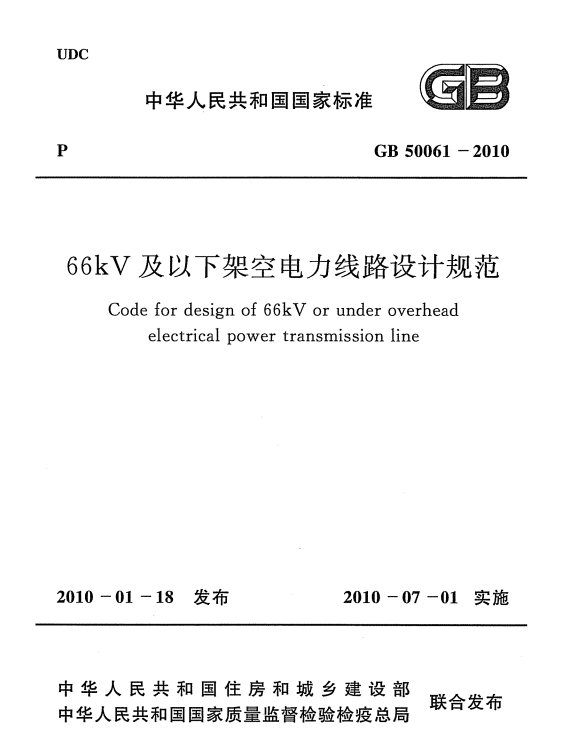 UDC
GB
中华人民共和国国家标准
P
GB 50061－2010
66kV 及以下架空电力线路设计规范
Code for design of 66kV or under overhead
electrical power transmission line
2010－01－18 发布
2010－07－01 实施
中华人民共和国住房和城乡建设部
中华人民共和国国家质量监督检验检疫总局
联合发布